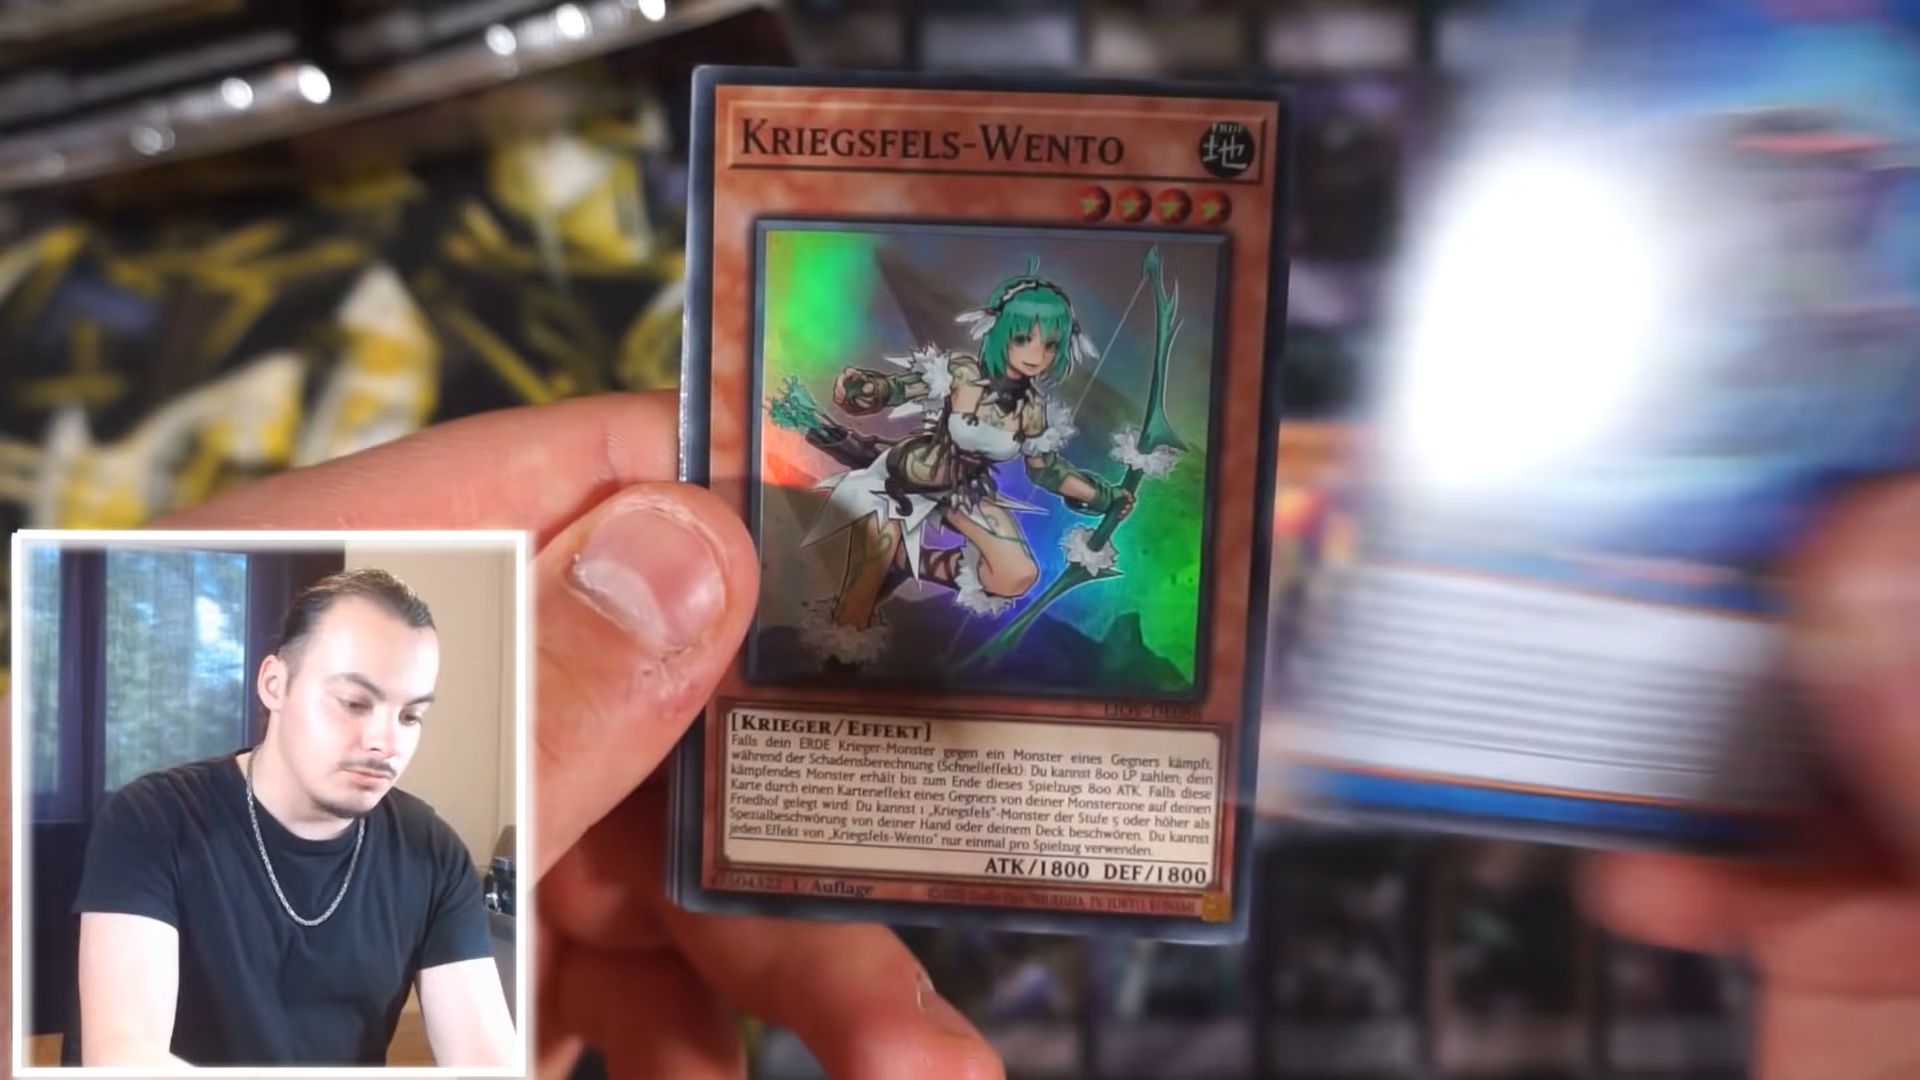 KRIEGSFELS-WENTO
ERDE
地
[KRIEGER/EFFEKT]
Falls dein ERDE Krieger-Monster gegen ein Monster eines Gegners kämpft,
während der Schadensberechnung (Schnelleffekt): Du kannst 800 LP zahlen; dein
kämpfendes Monster erhält bis zum Ende dieses Spielzugs 800 ATK. Falls diese
Karte durch einen Karteneffekt eines Gegners von deiner Monsterzone auf deinen
Friedhof gelegt wird: Du kannst 1 „Kriegsfels"-Monster der Stufe 5 oder höher als
Spezialbeschwörung von deiner Hand oder deinem Deck beschwören. Du kannst
jeden Effekt von „Kriegsfels-Wento" nur einmal pro Spielzug verwenden.
ATK/1800 DEF/1800
1. Auflage